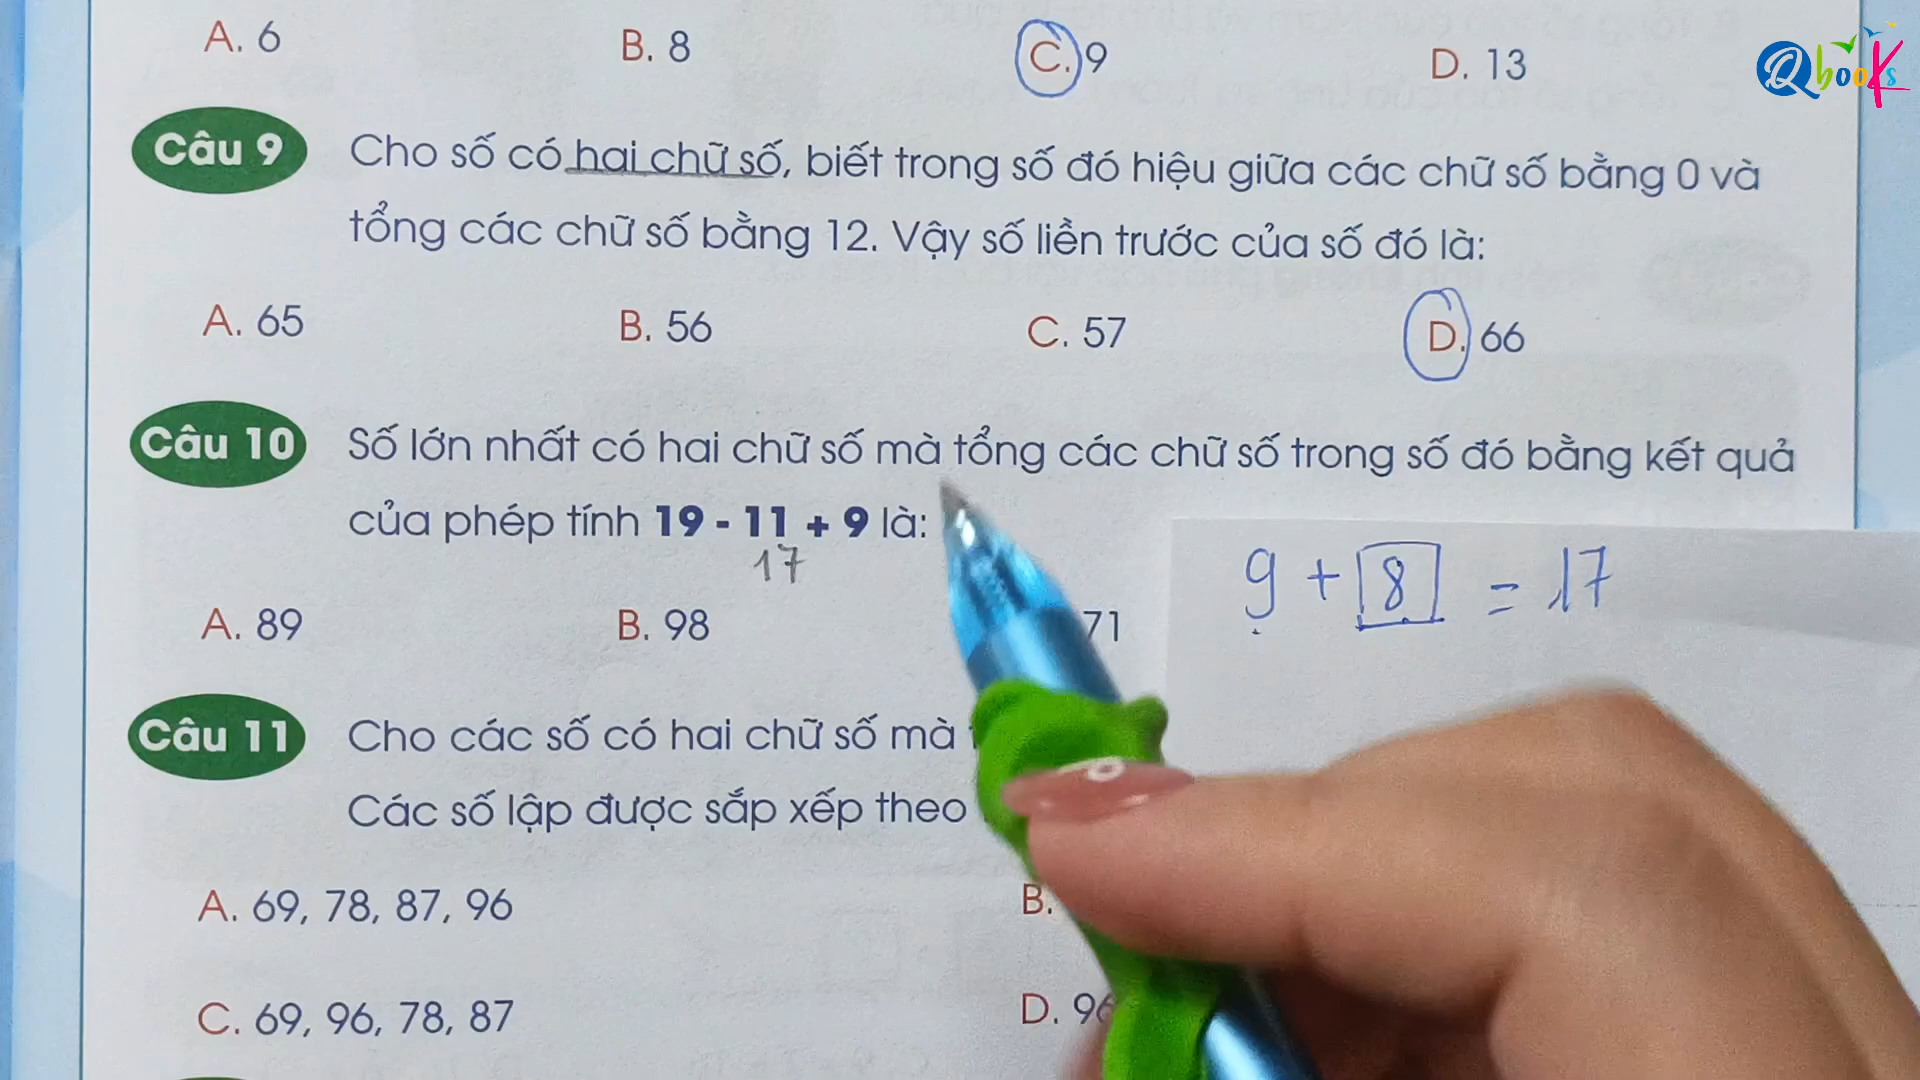 A. 6 B. 8 C. 9 D. 13
Qbooks
Câu 9 Cho số có hai chữ số, biết trong số đó hiệu giữa các chữ số bằng 0 và
tổng các chữ số bằng 12. Vậy số liền trước của số đó là:
A. 65 B. 56 C. 57 D. 66
Câu 10 Số lớn nhất có hai chữ số mà tổng các chữ số trong số đó bằng kết quả
của phép tính 19 - 11 + 9 là:
17
9 + 8 = 17
A. 89 B. 98 71
Câu 11 Cho các số có hai chữ số mà
Các số lập được sắp xếp theo
A. 69, 78, 87, 96 B.
C. 69, 96, 78, 87 D. 96